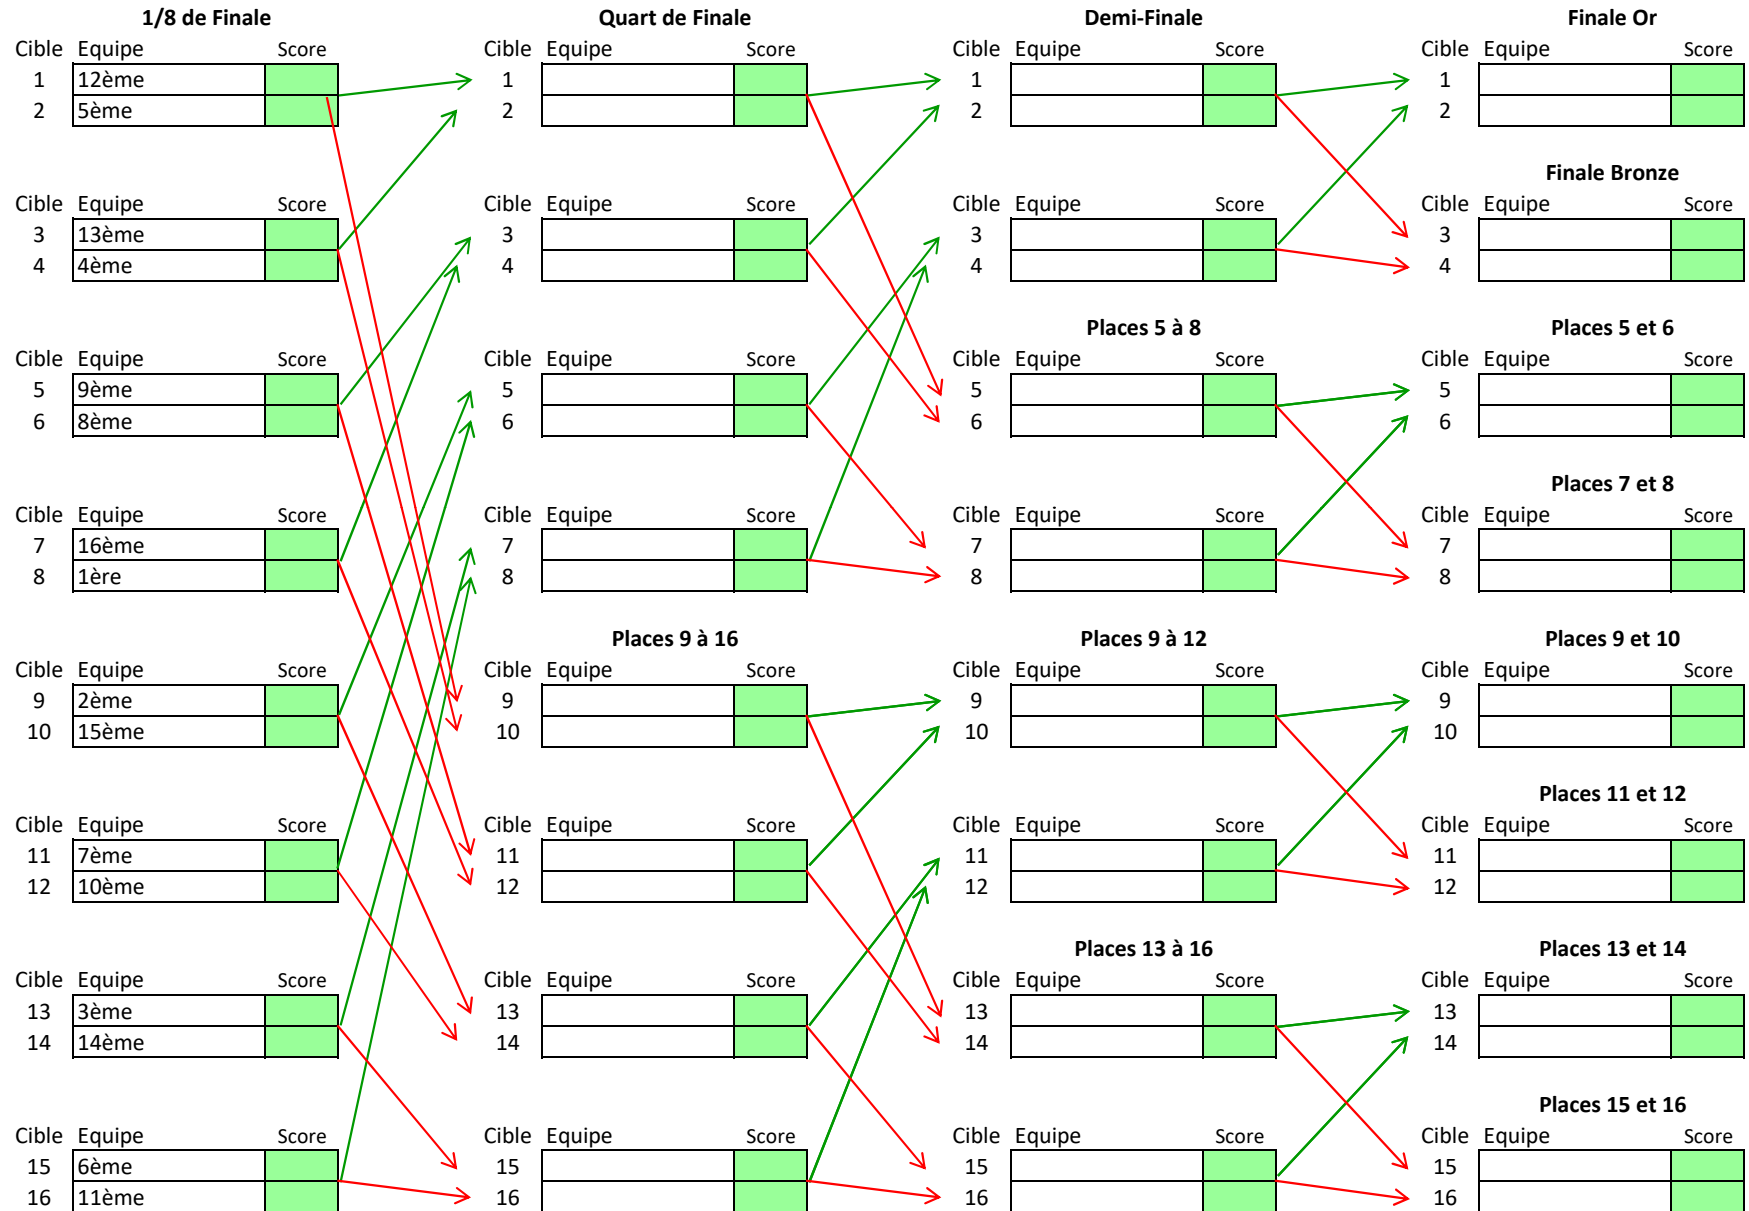 1/8 de Finale Quart de Finale Demi-Finale Finale Or
Cible Equipe Score Cible Equipe Score Cible Equipe Score Cible Equipe Score
1 12ème 1 1 1
2 5ème 2 2 2
Finale Bronze
Cible Equipe Score Cible Equipe Score Cible Equipe Score Cible Equipe Score
3 13ème 3 3 3
4 4ème 4 4 4
Places 5 à 8 Places 5 et 6
Cible Equipe Score Cible Equipe Score Cible Equipe Score Cible Equipe Score
5 9ème 5 5 5
6 8ème 6 6 6
Places 7 et 8
Cible Equipe Score Cible Equipe Score Cible Equipe Score Cible Equipe Score
7 16ème 7 7 7
8 1ère 8 8 8
Places 9 à 16 Places 9 à 12 Places 9 et 10
Cible Equipe Score Cible Equipe Score Cible Equipe Score Cible Equipe Score
9 2ème 9 9 9
10 15ème 10 10 10
Places 11 et 12
Cible Equipe Score Cible Equipe Score Cible Equipe Score Cible Equipe Score
11 7ème 11 11 11
12 10ème 12 12 12
Places 13 à 16 Places 13 et 14
Cible Equipe Score Cible Equipe Score Cible Equipe Score Cible Equipe Score
13 3ème 13 13 13
14 14ème 14 14 14
Places 15 et 16
Cible Equipe Score Cible Equipe Score Cible Equipe Score Cible Equipe Score
15 6ème 15 15 15
16 11ème 16 16 16